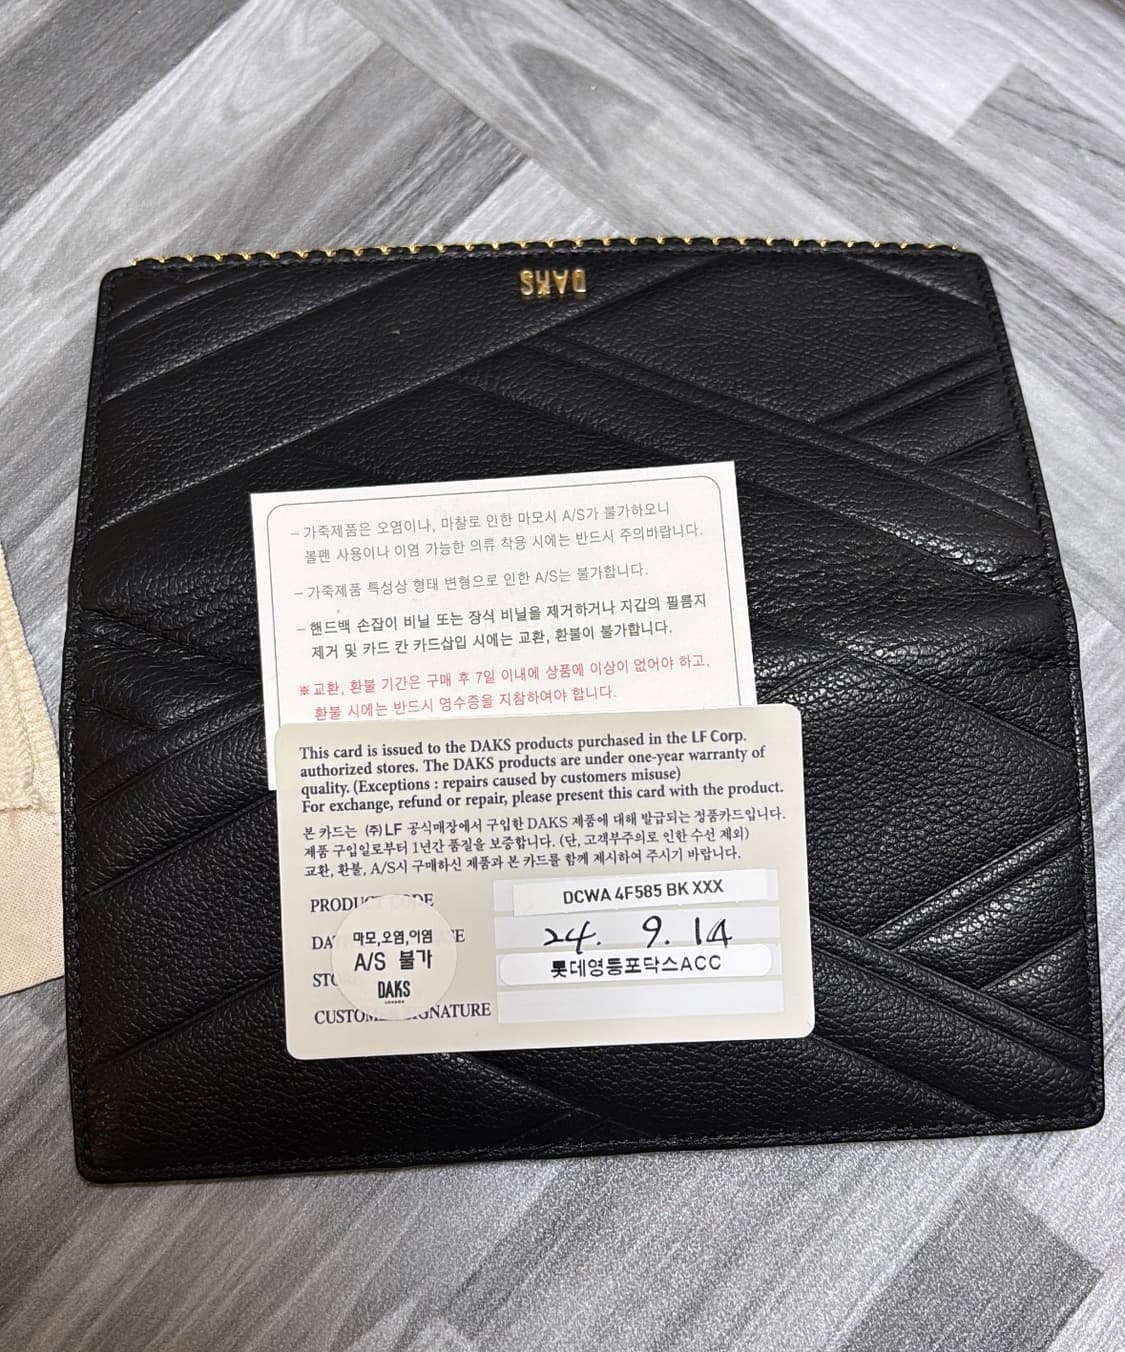 DAKS
– 가죽제품은 오염이나, 마찰로 인한 마모시 A/S가 불가하오니
볼펜 사용이나 이염 가능한 의류 착용 시에는 반드시 주의바랍니다.
– 가죽제품 특성상 형태 변형으로 인한 A/S는 불가합니다.
– 핸드백 손잡이 비닐 또는 장식 비닐을 제거하거나 지갑의 필름지
제거 및 카드 칸 카드삽입 시에는 교환, 환불이 불가합니다.
※ 교환, 환불 기간은 구매 후 7일 이내에 상품에 이상이 없어야 하고,
환불 시에는 반드시 영수증을 지참하여야 합니다.
This card is issued to the DAKS products purchased in the LF Corp.
authorized stores. The DAKS products are under one-year warranty of
quality. (Exceptions : repairs caused by customers misuse)
For exchange, refund or repair, please present this card with the product.
본 카드는 (주)LF 공식매장에서 구입한 DAKS 제품에 대해 발급되는 정품카드입니다.
제품 구입일로부터 1년간 품질을 보증합니다. (단, 고객부주의로 인한 수선 제외)
교환, 환불, A/S시 구매하신 제품과 본 카드를 함께 제시하여 주시기 바랍니다.
PRODUCT CODE DCWA 4F585 BK XXX
24. 9. 14
롯데영등포닥스ACC
마모,오염,이염
A/S 불가
DAKS